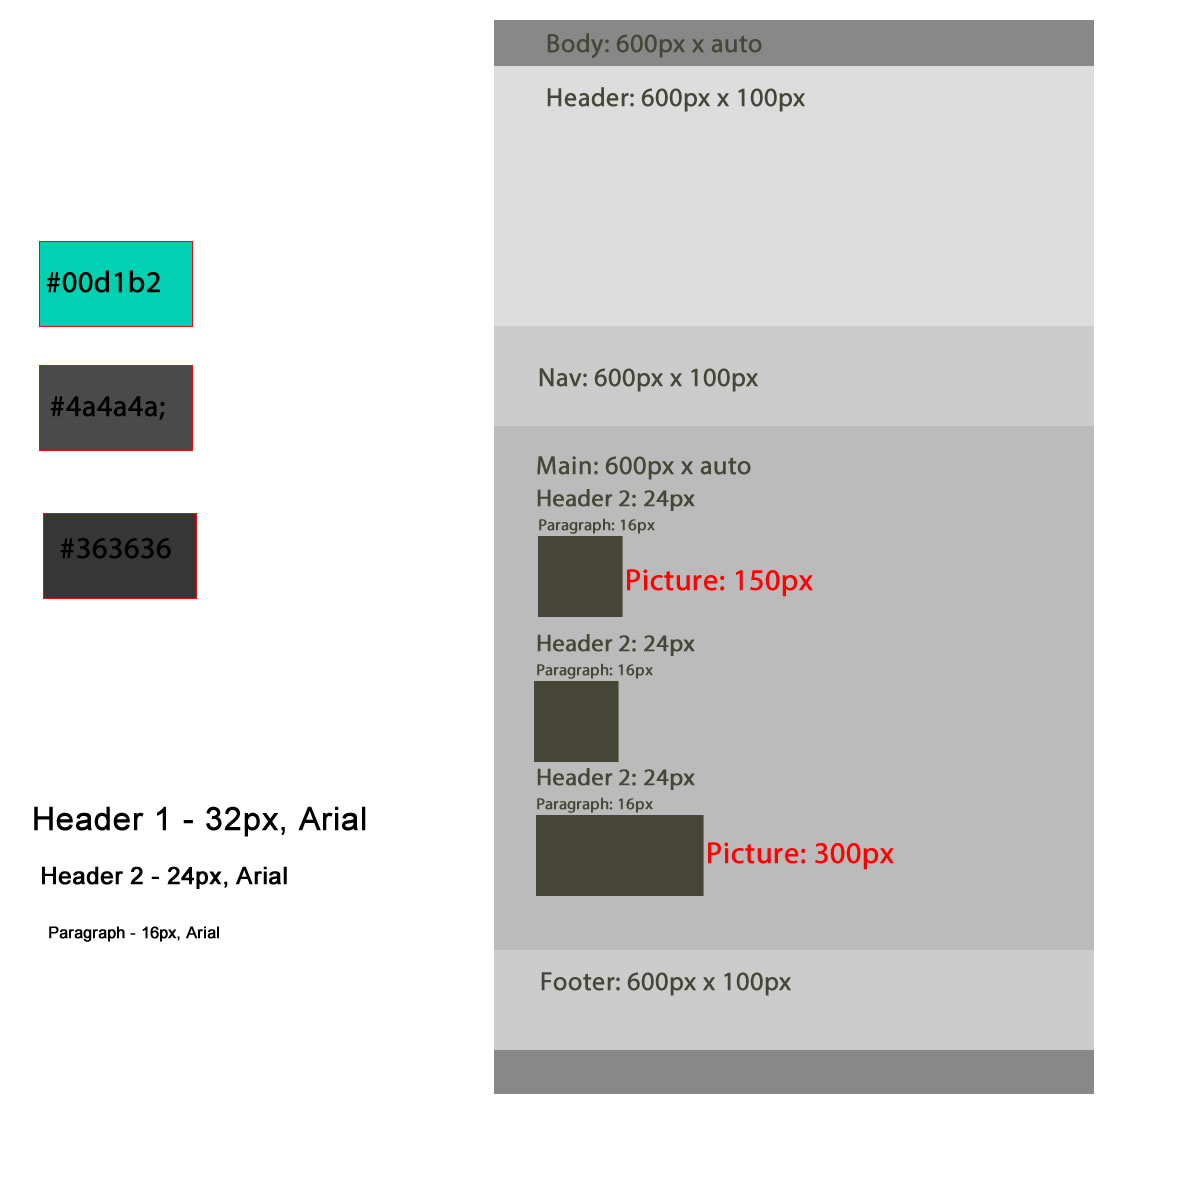 #00d1b2
#4a4a4a;
#363636
Header 1 - 32px, Arial
Header 2 - 24px, Arial
Paragraph - 16px, Arial
Body: 600px x auto
Header: 600px x 100px
Nav: 600px x 100px
Main: 600px x auto
Header 2: 24px
Paragraph: 16px
Picture: 150px
Header 2: 24px
Paragraph: 16px
Header 2: 24px
Paragraph: 16px
Picture: 300px
Footer: 600px x 100px